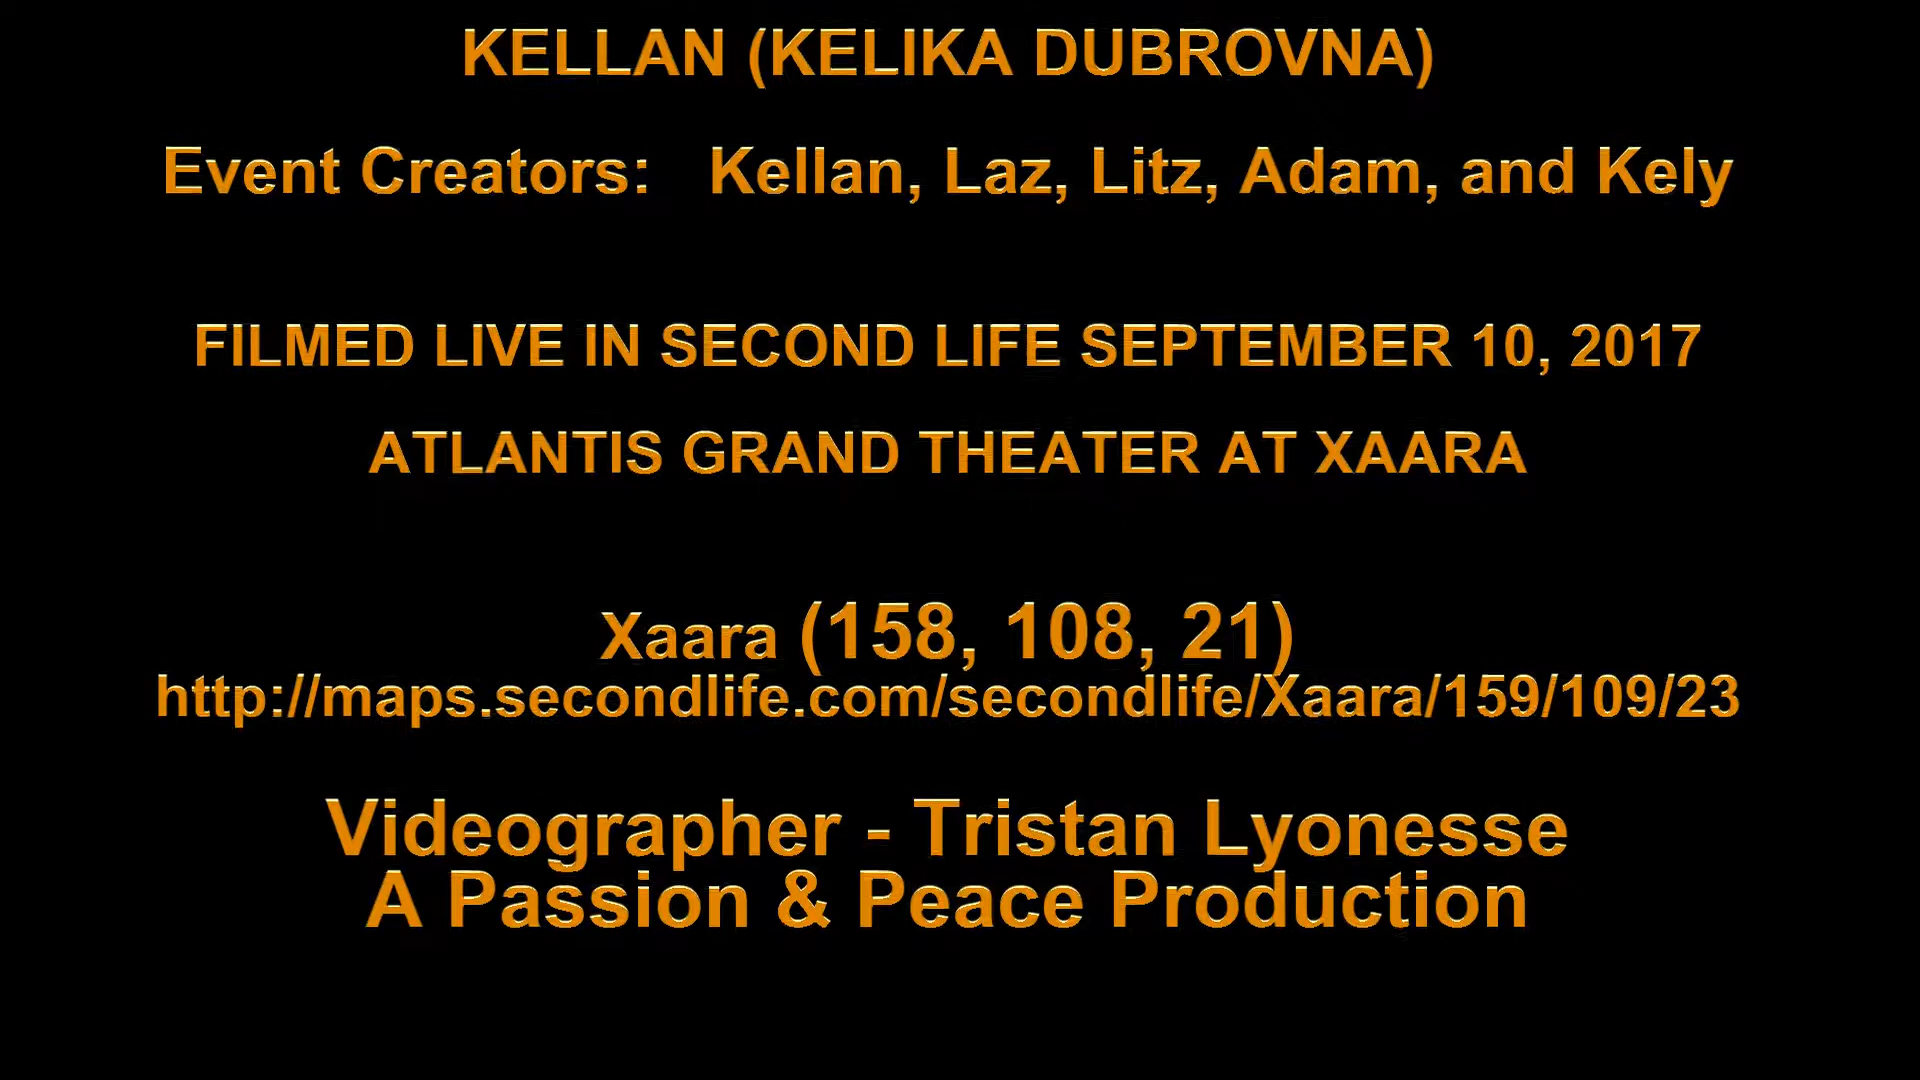 KELLAN (KELIKA DUBROVNA)
Event Creators: Kellan, Laz, Litz, Adam, and Kely
FILMED LIVE IN SECOND LIFE SEPTEMBER 10, 2017
ATLANTIS GRAND THEATER AT XAARA
Xaara (158, 108, 21)
http://maps.secondlife.com/secondlife/Xaara/159/109/23
Videographer - Tristan Lyonesse
A Passion & Peace Production